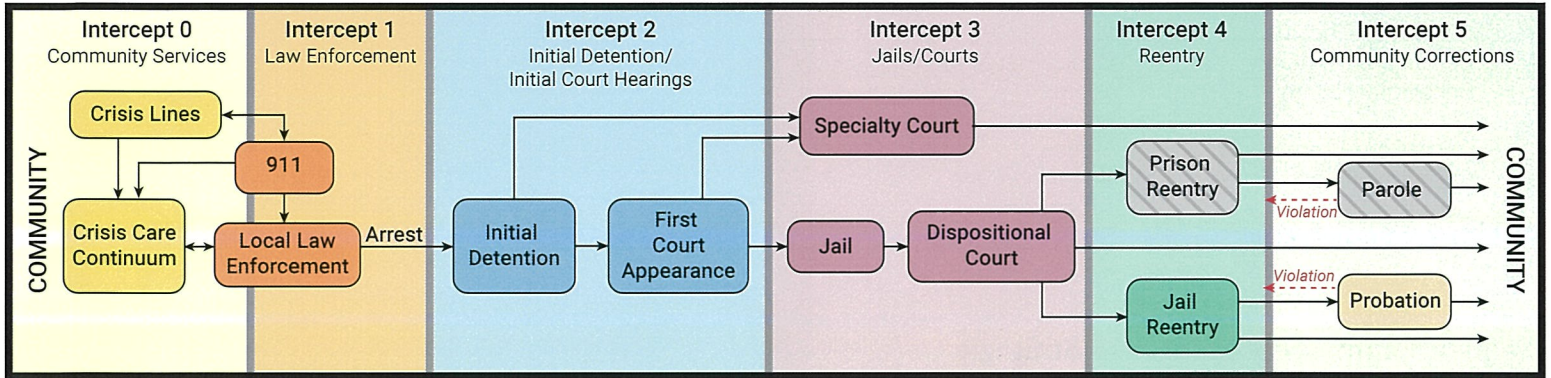 Intercept 0
Community Services
Intercept 1
Law Enforcement
Intercept 2
Initial Detention/
Initial Court Hearings
Intercept 3
Jails/Courts
Intercept 4
Reentry
Intercept 5
Community Corrections
COMMUNITY
Crisis Lines
911
Crisis Care
Continuum
Local Law
Enforcement
Arrest
Initial
Detention
First
Court
Appearance
Specialty Court
Jail
Dispositional
Court
Prison
Reentry
Parole
Violation
Jail
Reentry
Violation
Probation
COMMUNITY